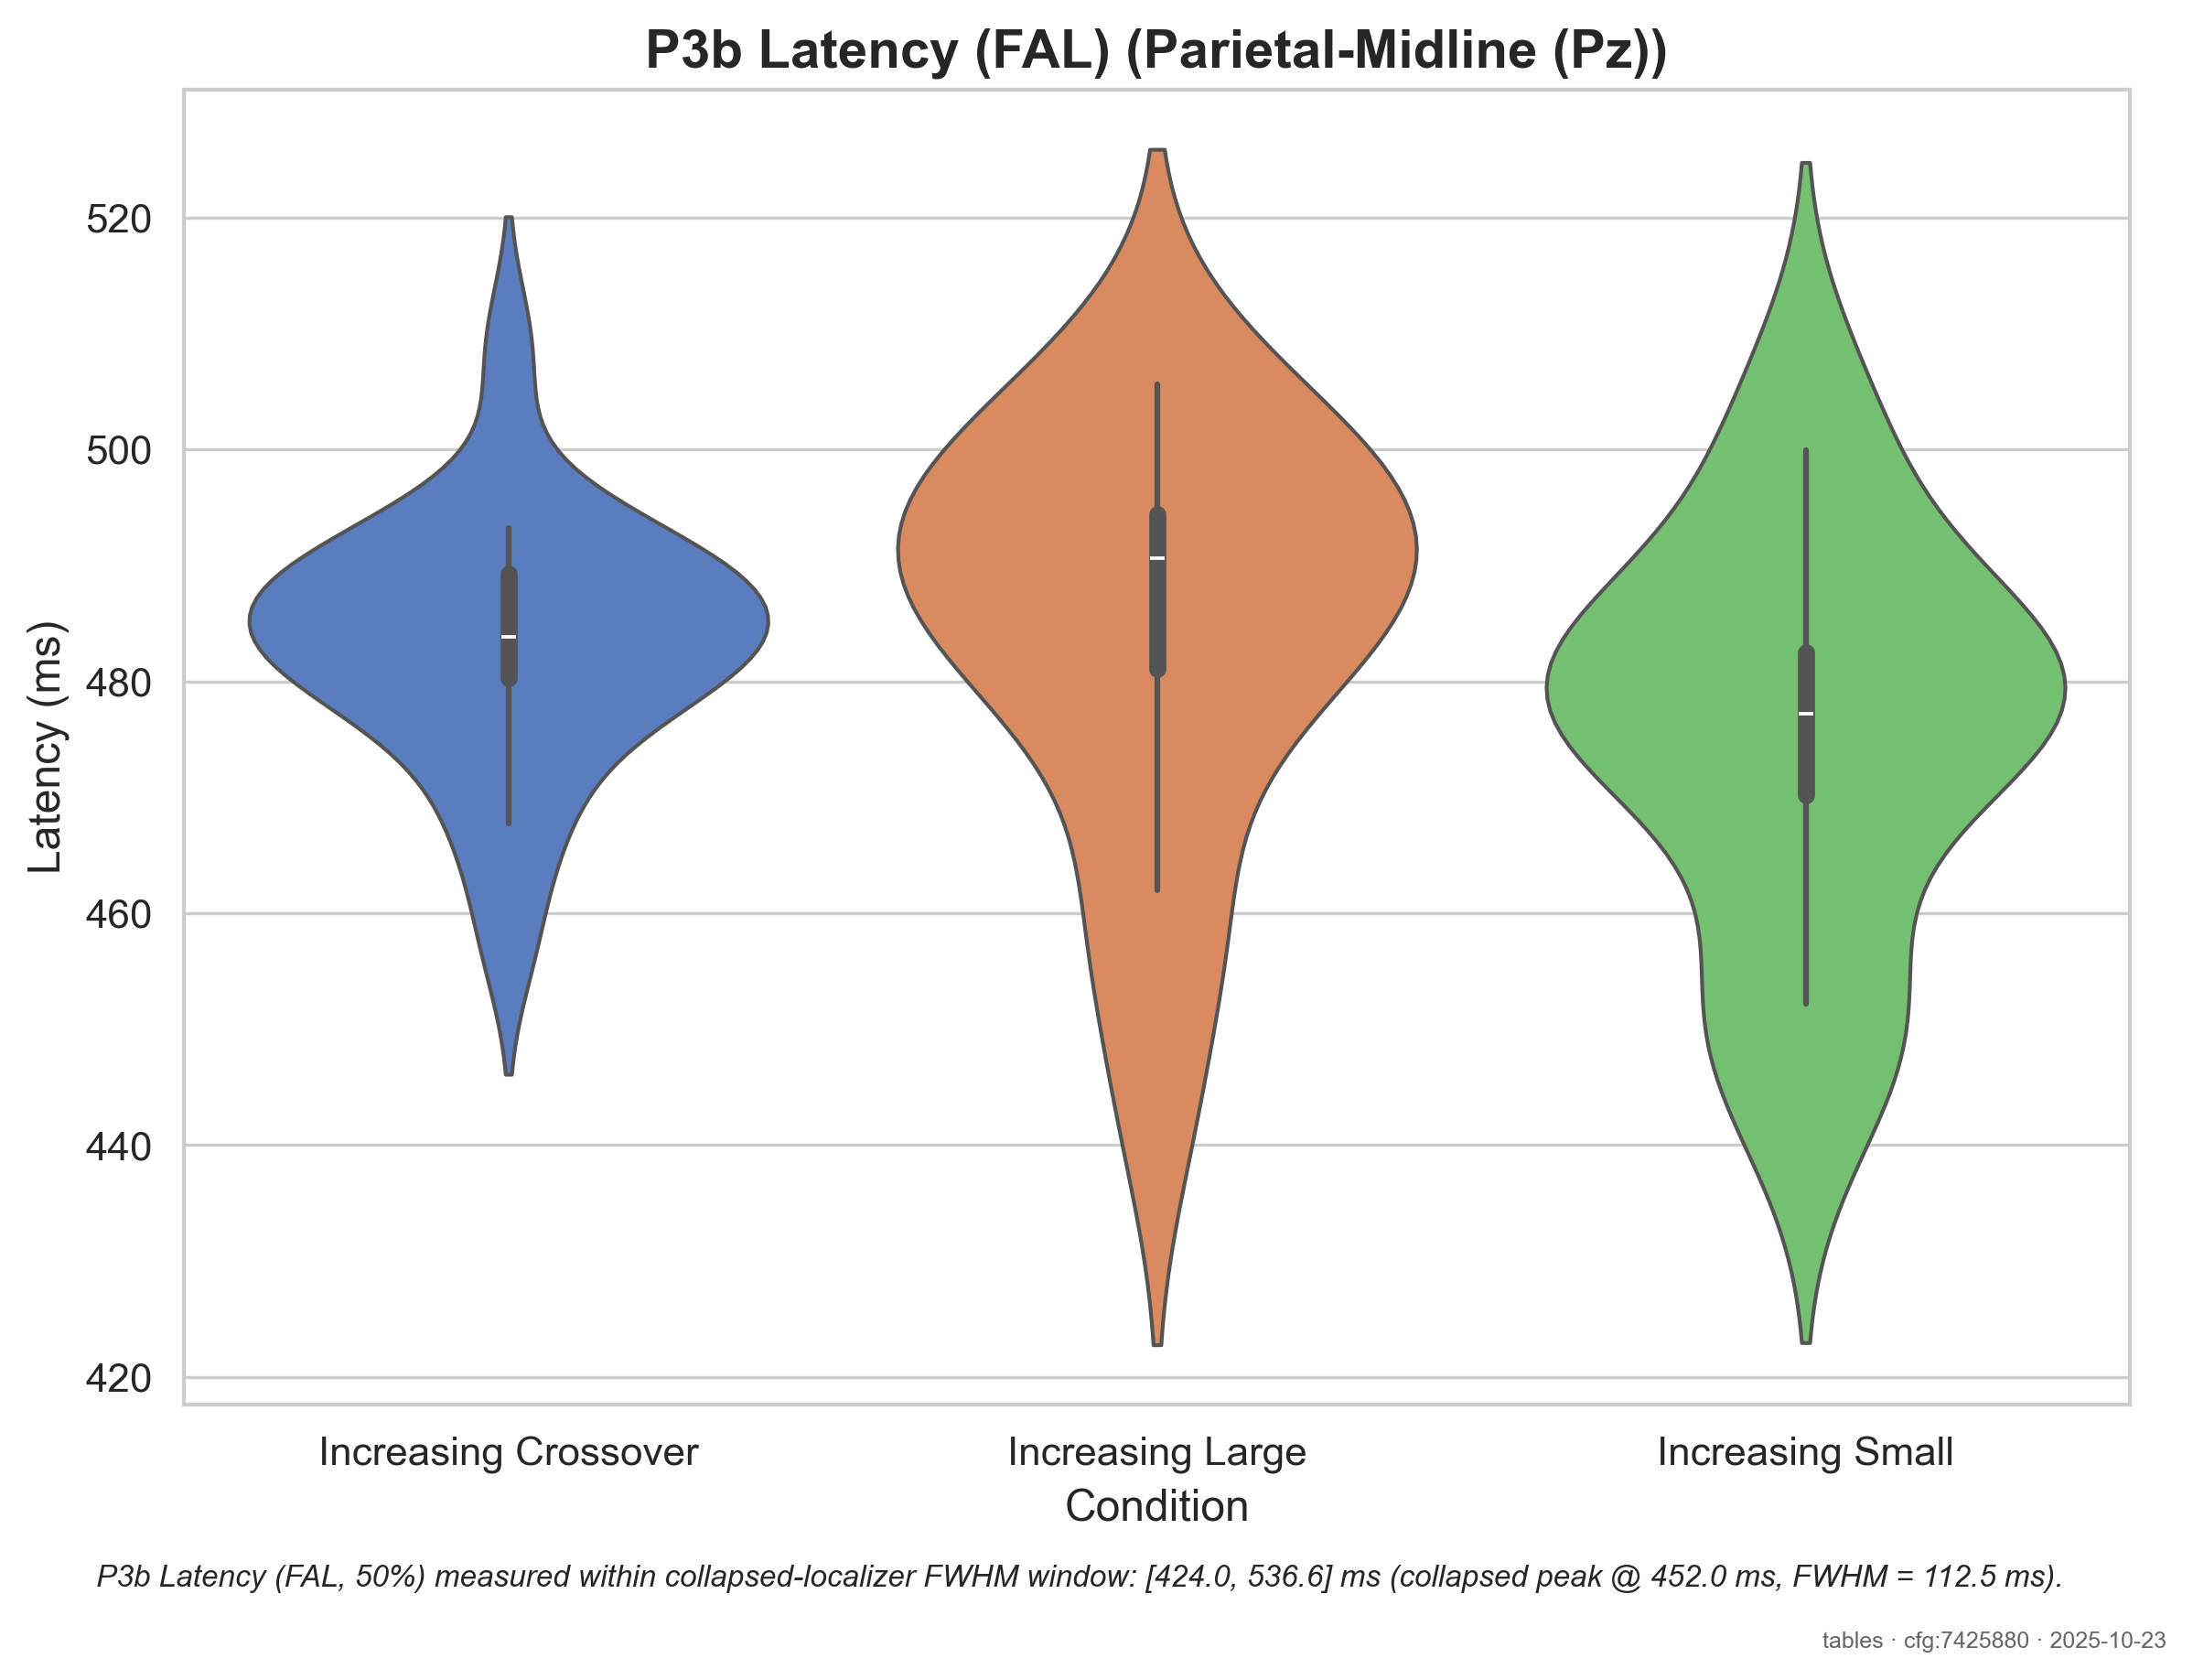 P3b Latency (FAL) (Parietal-Midline (Pz))
Latency (ms)
520
500
480
460
440
420
Increasing Crossover
Increasing Large
Increasing Small
Condition
P3b Latency (FAL, 50%) measured within collapsed-localizer FWHM window: [424.0, 536.6] ms (collapsed peak @ 452.0 ms, FWHM = 112.5 ms).
tables · cfg:7425880 · 2025-10-23